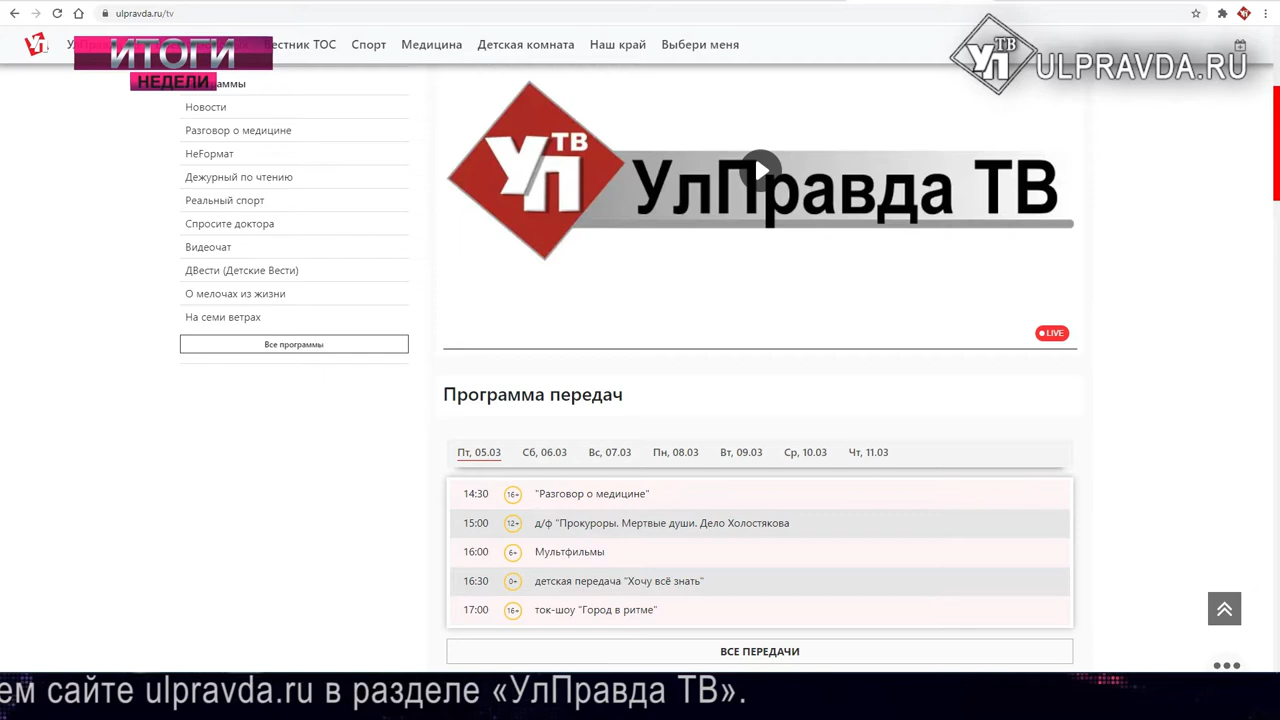 ulpravda.ru/tv
УП
Вестник ТОС
Спорт
Медицина
Детская комната
Наш край
Выбери меня
ИТОГИ
НЕДЕЛИ
УП ТВ
ULPRAVDA.RU
Новости
Разговор о медицине
НеФормат
Дежурный по чтению
Реальный спорт
Спросите доктора
Видеочат
ДВести (Детские Вести)
О мелочах из жизни
На семи ветрах
Все программы
УП ТВ
УлПравда ТВ
LIVE
Программа передач
Пт, 05.03 Сб, 06.03 Вс, 07.03 Пн, 08.03 Вт, 09.03 Ср, 10.03 Чт, 11.03
14:30 16+ "Разговор о медицине"
15:00 12+ д/ф "Прокуроры. Мертвые души. Дело Холостякова
16:00 6+ Мультфильмы
16:30 0+ детская передача "Хочу всё знать"
17:00 16+ ток-шоу "Город в ритме"
ВСЕ ПЕРЕДАЧИ
ем сайте ulpravda.ru в разделе «УлПравда ТВ».